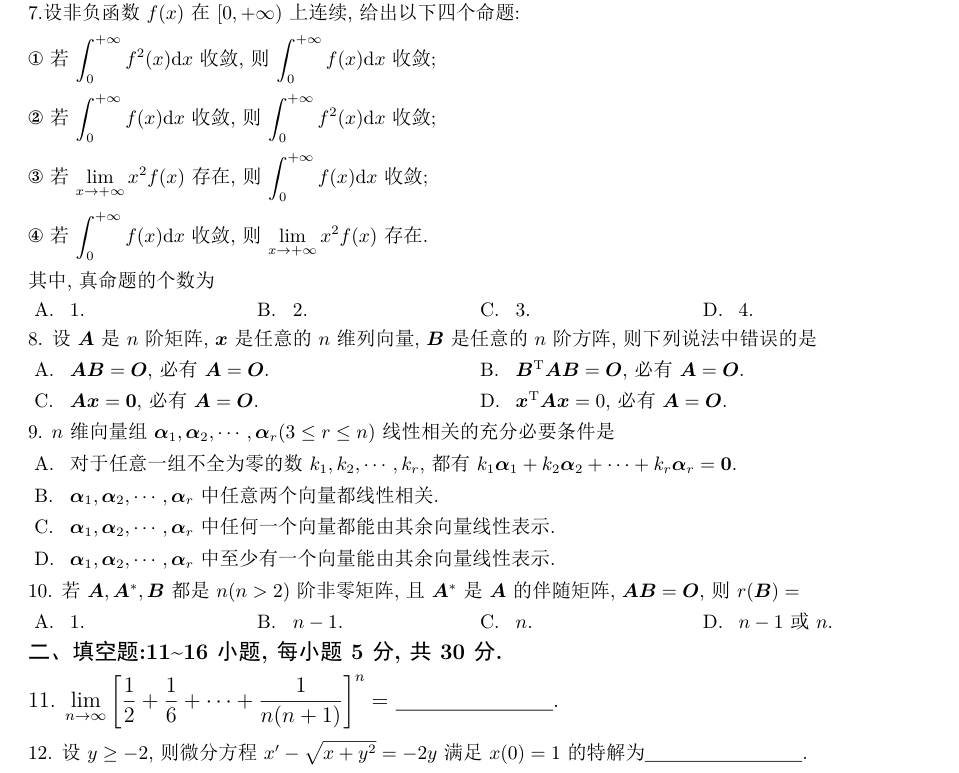 7.设非负函数 f(x) 在 [0, +∞) 上连续, 给出以下四个命题:
① 若 ∫₀^{+∞} f²(x)dx 收敛, 则 ∫₀^{+∞} f(x)dx 收敛;
② 若 ∫₀^{+∞} f(x)dx 收敛, 则 ∫₀^{+∞} f²(x)dx 收敛;
③ 若 lim_{x→+∞} x²f(x) 存在, 则 ∫₀^{+∞} f(x)dx 收敛;
④ 若 ∫₀^{+∞} f(x)dx 收敛, 则 lim_{x→+∞} x²f(x) 存在.
其中, 真命题的个数为
A. 1. B. 2. C. 3. D. 4.
8. 设 A 是 n 阶矩阵, x 是任意的 n 维列向量, B 是任意的 n 阶方阵, 则下列说法中错误的是
A. AB = O, 必有 A = O. B. BᵀAB = O, 必有 A = O.
C. Ax = 0, 必有 A = O. D. xᵀAx = 0, 必有 A = O.
9. n 维向量组 α₁, α₂, ⋯ , αᵣ(3 ≤ r ≤ n) 线性相关的充分必要条件是
A. 对于任意一组不全为零的数 k₁, k₂, ⋯ , kᵣ, 都有 k₁α₁ + k₂α₂ + ⋯ + kᵣαᵣ = 0.
B. α₁, α₂, ⋯ , αᵣ 中任意两个向量都线性相关.
C. α₁, α₂, ⋯ , αᵣ 中任何一个向量都能由其余向量线性表示.
D. α₁, α₂, ⋯ , αᵣ 中至少有一个向量能由其余向量线性表示.
10. 若 A, A*, B 都是 n(n > 2) 阶非零矩阵, 且 A* 是 A 的伴随矩阵, AB = O, 则 r(B) =
A. 1. B. n − 1. C. n. D. n − 1 或 n.
二、填空题:11~16 小题, 每小题 5 分, 共 30 分.
11. lim_{n→∞} [1/2 + 1/6 + ⋯ + 1/(n(n + 1))]ⁿ = ______.
12. 设 y ≥ −2, 则微分方程 x′ − √(x + y²) = −2y 满足 x(0) = 1 的特解为______.